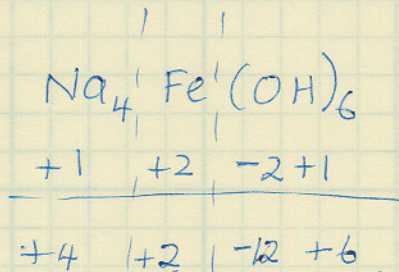 Na₄ Fe (OH)₆
+1 +2 -2 +1
+4 +2 -12 +6